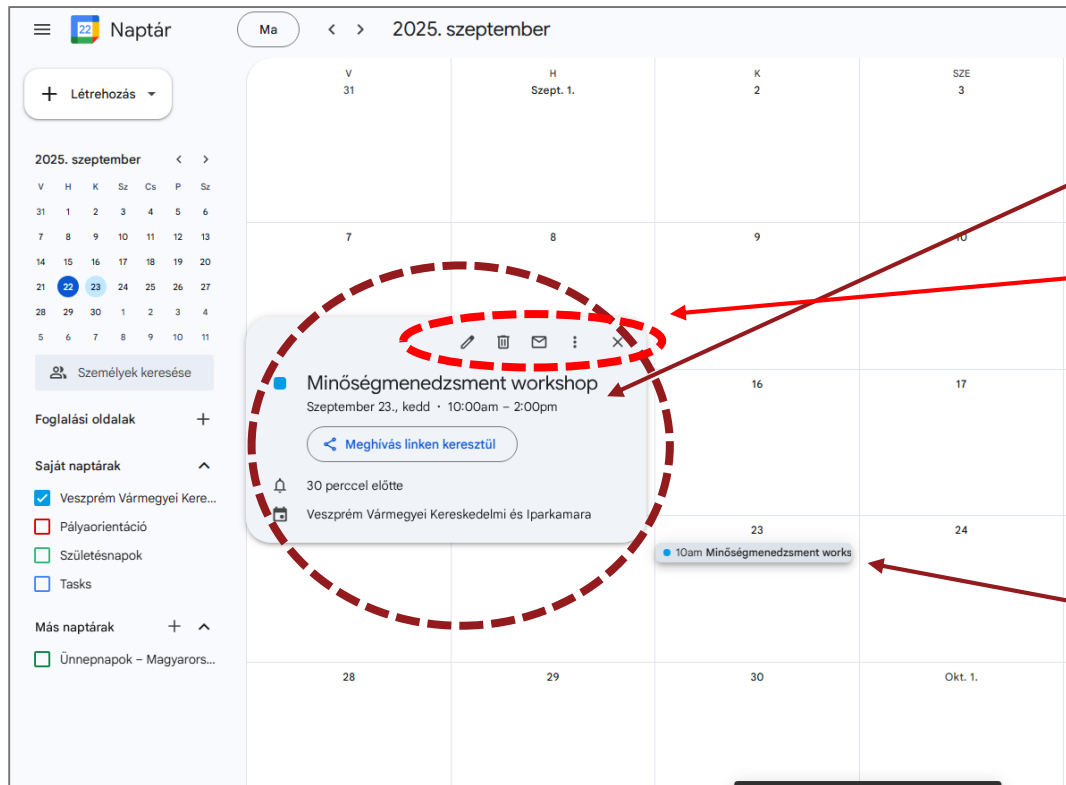 22 Naptár Ma 2025. szeptember
Létrehozás
2025. szeptember
V H K Sz Cs P Sz
31 1 2 3 4 5 6
7 8 9 10 11 12 13
14 15 16 17 18 19 20
21 22 23 24 25 26 27
28 29 30 1 2 3 4
5 6 7 8 9 10 11
Személyek keresése
Foglalási oldalak
Saját naptárak
Veszprém Vármegyei Kere...
Pályaorientáció
Születésnapok
Tasks
Más naptárak
Ünnepnapok – Magyarors...
V H K SZE
31 Szept. 1. 2 3
7 8 9 10
16 17
Minőségmenedzsment workshop
Szeptember 23., kedd • 10:00am – 2:00pm
Meghívás linken keresztül
30 perccel előtte
Veszprém Vármegyei Kereskedelmi és Iparkamara
23 24
10am Minőségmenedzsment works
28 29 30 Okt. 1.